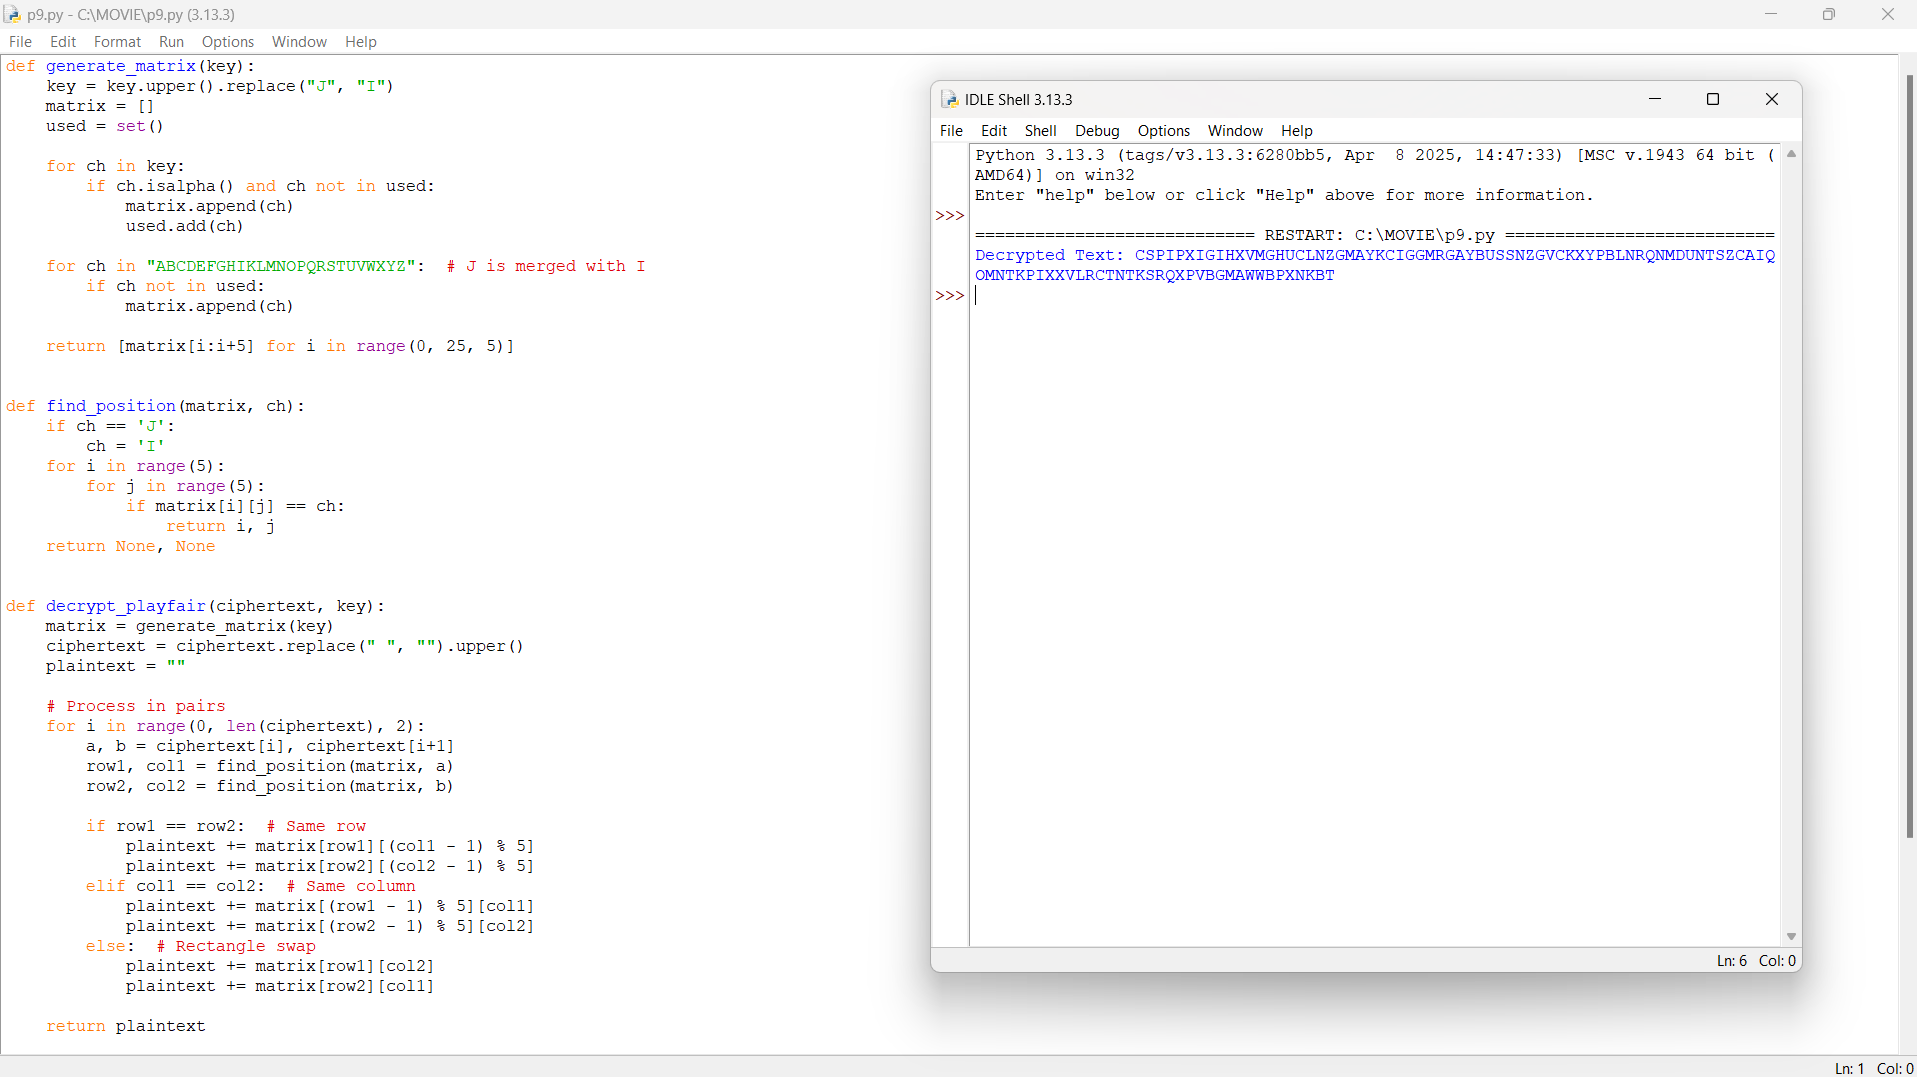 p9.py - C:\MOVIE\p9.py (3.13.3)
File Edit Format Run Options Window Help
def generate_matrix(key):
    key = key.upper().replace("J", "I")
    matrix = []
    used = set()

    for ch in key:
        if ch.isalpha() and ch not in used:
            matrix.append(ch)
            used.add(ch)

    for ch in "ABCDEFGHIKLMNOPQRSTUVWXYZ":  # J is merged with I
        if ch not in used:
            matrix.append(ch)

    return [matrix[i:i+5] for i in range(0, 25, 5)]


def find_position(matrix, ch):
    if ch == 'J':
        ch = 'I'
    for i in range(5):
        for j in range(5):
            if matrix[i][j] == ch:
                return i, j
    return None, None


def decrypt_playfair(ciphertext, key):
    matrix = generate_matrix(key)
    ciphertext = ciphertext.replace(" ", "").upper()
    plaintext = ""

    # Process in pairs
    for i in range(0, len(ciphertext), 2):
        a, b = ciphertext[i], ciphertext[i+1]
        row1, col1 = find_position(matrix, a)
        row2, col2 = find_position(matrix, b)

        if row1 == row2:  # Same row
            plaintext += matrix[row1][(col1 - 1) % 5]
            plaintext += matrix[row2][(col2 - 1) % 5]
        elif col1 == col2:  # Same column
            plaintext += matrix[(row1 - 1) % 5][col1]
            plaintext += matrix[(row2 - 1) % 5][col2]
        else:  # Rectangle swap
            plaintext += matrix[row1][col2]
            plaintext += matrix[row2][col1]

    return plaintext
Ln: 1 Col: 0
IDLE Shell 3.13.3
File Edit Shell Debug Options Window Help
Python 3.13.3 (tags/v3.13.3:6280bb5, Apr  8 2025, 14:47:33) [MSC v.1943 64 bit (
AMD64)] on win32
Enter "help" below or click "Help" above for more information.
>>>
============================ RESTART: C:\MOVIE\p9.py ===========================
Decrypted Text: CSPIPXIGIHXVMGHUCLNZGMAYKCIGGMRGAYBUSSNZGVCKXYPBLNRQNMDUNTSZCAIQ
OMNTKPIXXVLRCTNTKSRQXPVBGMAWWBPXNKBT
>>>
Ln: 6 Col: 0